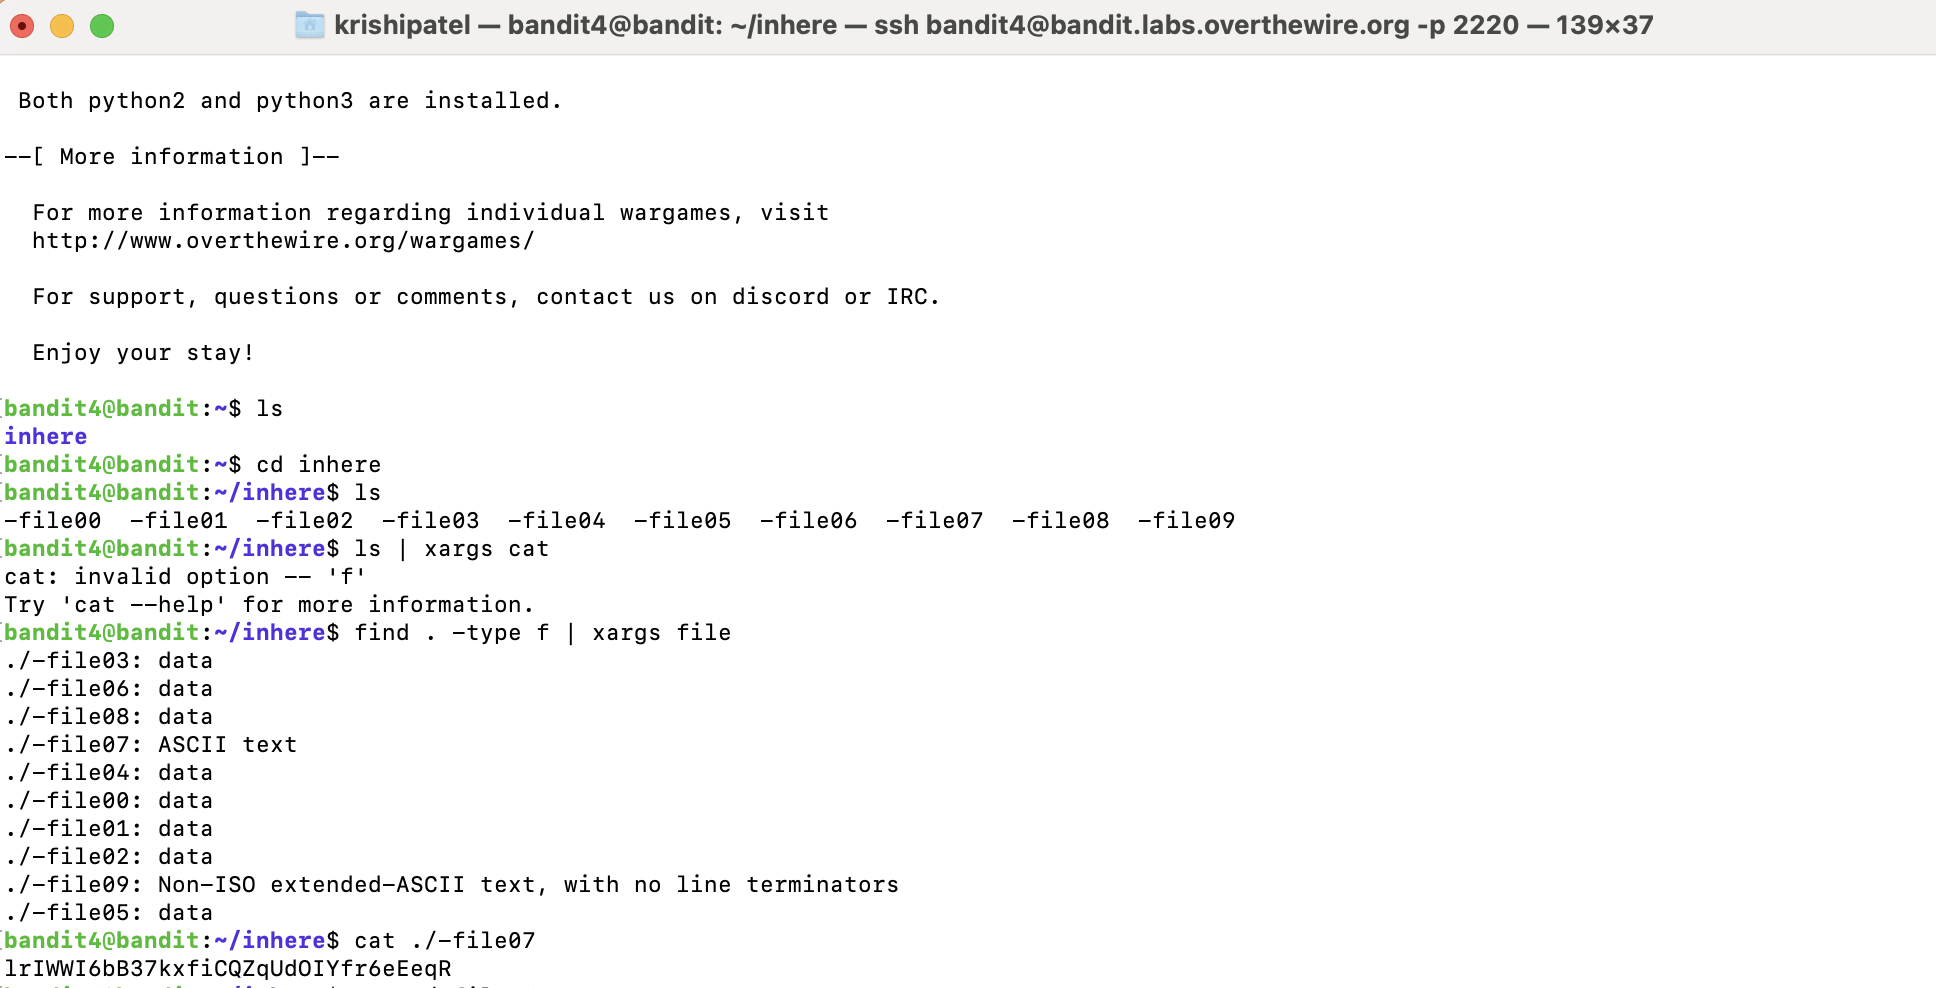 krishipatel — bandit4@bandit: ~/inhere — ssh bandit4@bandit.labs.overthewire.org -p 2220 — 139×37
Both python2 and python3 are installed.
--[ More information ]--
For more information regarding individual wargames, visit
http://www.overthewire.org/wargames/
For support, questions or comments, contact us on discord or IRC.
Enjoy your stay!
[bandit4@bandit:~$ ls
inhere
[bandit4@bandit:~$ cd inhere
[bandit4@bandit:~/inhere$ ls
-file00  -file01  -file02  -file03  -file04  -file05  -file06  -file07  -file08  -file09
[bandit4@bandit:~/inhere$ ls | xargs cat
cat: invalid option -- 'f'
Try 'cat --help' for more information.
[bandit4@bandit:~/inhere$ find . -type f | xargs file
./-file03: data
./-file06: data
./-file08: data
./-file07: ASCII text
./-file04: data
./-file00: data
./-file01: data
./-file02: data
./-file09: Non-ISO extended-ASCII text, with no line terminators
./-file05: data
[bandit4@bandit:~/inhere$ cat ./-file07
lrIWWI6bB37kxfiCQZqUdOIYfr6eEeqR